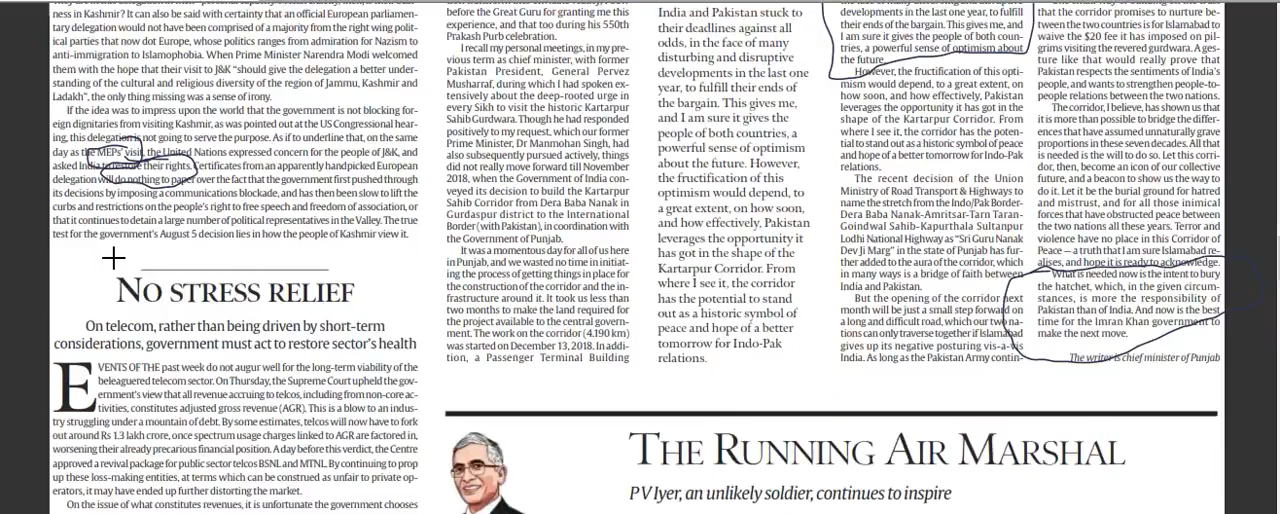 ness in Kashmir? It can also be said with certainty that an official European parliamen-
tary delegation would not have been comprised of a majority from the right wing polit-
ical parties that now dot Europe, whose politics ranges from admiration for Nazism to
anti-immigration to Islamophobia. When Prime Minister Narendra Modi welcomed
them with the hope that their visit to J&K "should give the delegation a better under-
standing of the cultural and religious diversity of the region of Jammu, Kashmir and
Ladakh", the only thing missing was a sense of irony.
If the idea was to impress upon the world that the government is not blocking for-
eign dignitaries from visiting Kashmir, as was pointed out at the US Congressional hear-
ing, this delegation is not going to serve the purpose. As if to underline that, on the same
day as the MEPs' visit, the United Nations expressed concern for the people of J&K, and
asked India to restore their rights. Certificates from an apparently handpicked European
delegation will do nothing to paper over the fact that the government first pushed through
its decisions by imposing a communications blockade, and has then been slow to lift the
curbs and restrictions on the people's right to free speech and freedom of association, or
that it continues to detain a large number of political representatives in the Valley. The true
test for the government's August 5 decision lies in how the people of Kashmir view it.
NO STRESS RELIEF
On telecom, rather than being driven by short-term
considerations, government must act to restore sector's health
EVENTS OF THE past week do not augur well for the long-term viability of the
beleaguered telecom sector. On Thursday, the Supreme Court upheld the gov-
ernment's view that all revenue accruing to telcos, including from non-core ac-
tivities, constitutes adjusted gross revenue (AGR). This is a blow to an indus-
try struggling under a mountain of debt. By some estimates, telcos will now have to fork
out around Rs 1.3 lakh crore, once spectrum usage charges linked to AGR are factored in,
worsening their already precarious financial position. A day before this verdict, the Centre
approved a revival package for public sector telcos BSNL and MTNL. By continuing to prop
up these loss-making entities, at terms which can be construed as unfair to private op-
erators, it may have ended up further distorting the market.
On the issue of what constitutes revenues, it is unfortunate the government chooses
before the Great Guru for granting me this
experience, and that too during his 550th
Prakash Purb celebration.
I recall my personal meetings, in my pre-
vious term as chief minister, with former
Pakistan President, General Pervez
Musharraf, during which I had spoken ex-
tensively about the deep-rooted urge in
every Sikh to visit the historic Kartarpur
Sahib Gurdwara. Though he had responded
positively to my request, which our former
Prime Minister, Dr Manmohan Singh, had
also subsequently pursued actively, things
did not really move forward till November
2018, when the Government of India con-
veyed its decision to build the Kartarpur
Sahib Corridor from Dera Baba Nanak in
Gurdaspur district to the International
Border (with Pakistan), in coordination with
the Government of Punjab.
It was a momentous day for all of us here
in Punjab, and we wasted no time in initiat-
ing the process of getting things in place for
the construction of the corridor and the in-
frastructure around it. It took us less than
two months to make the land required for
the project available to the central govern-
ment. The work on the corridor (4.190 km)
was started on December 13, 2018. In addi-
tion, a Passenger Terminal Building
India and Pakistan stuck to
their deadlines against all
odds, in the face of many
disturbing and disruptive
developments in the last one
year, to fulfill their ends of
the bargain. This gives me,
and I am sure it gives the
people of both countries, a
powerful sense of optimism
about the future. However,
the fructification of this
optimism would depend, to
a great extent, on how soon,
and how effectively, Pakistan
leverages the opportunity it
has got in the shape of the
Kartarpur Corridor. From
where I see it, the corridor
has the potential to stand
out as a historic symbol of
peace and hope of a better
tomorrow for Indo-Pak
relations.
developments in the last one year, to fulfill
their ends of the bargain. This gives me, and
I am sure it gives the people of both coun-
tries, a powerful sense of optimism about
the future.
However, the fructification of this opti-
mism would depend, to a great extent, on
how soon, and how effectively, Pakistan
leverages the opportunity it has got in the
shape of the Kartarpur Corridor. From
where I see it, the corridor has the poten-
tial to stand out as a historic symbol of peace
and hope of a better tomorrow for Indo-Pak
relations.
The recent decision of the Union
Ministry of Road Transport & Highways to
name the stretch from the Indo/Pak Border-
Dera Baba Nanak-Amritsar-Tarn Taran-
Goindwal Sahib-Kapurthala Sultanpur
Lodhi National Highway as "Sri Guru Nanak
Dev Ji Marg" in the state of Punjab has fur-
ther added to the aura of the corridor, which
in many ways is a bridge of faith between
India and Pakistan.
But the opening of the corridor next
month will be just a small step forward on
a long and difficult road, which our two na-
tions can only traverse together if Islamabad
gives up its negative posturing vis-a-vis
India. As long as the Pakistan Army contin-
that the corridor promises to nurture be-
tween the two countries is for Islamabad to
waive the $20 fee it has imposed on pil-
grims visiting the revered gurdwara. A ges-
ture like that would really prove that
Pakistan respects the sentiments of India's
people, and wants to strengthen people-to-
people relations between the two nations.
The corridor, I believe, has shown us that
it is more than possible to bridge the differ-
ences that have assumed unnaturally grave
proportions in these seven decades. All that
is needed is the will to do so. Let this corri-
dor, then, become an icon of our collective
future, and a beacon to show us the way to
do it. Let it be the burial ground for hatred
and mistrust, and for all those inimical
forces that have obstructed peace between
the two nations all these years. Terror and
violence have no place in this Corridor of
Peace — a truth that I am sure Islamabad re-
alises, and hope it is ready to acknowledge.
What is needed now is the intent to bury
the hatchet, which, in the given circum-
stances, is more the responsibility of
Pakistan than of India. And now is the best
time for the Imran Khan government to
make the next move.
The writer is chief minister of Punjab
THE RUNNING AIR MARSHAL
P V Iyer, an unlikely soldier, continues to inspire